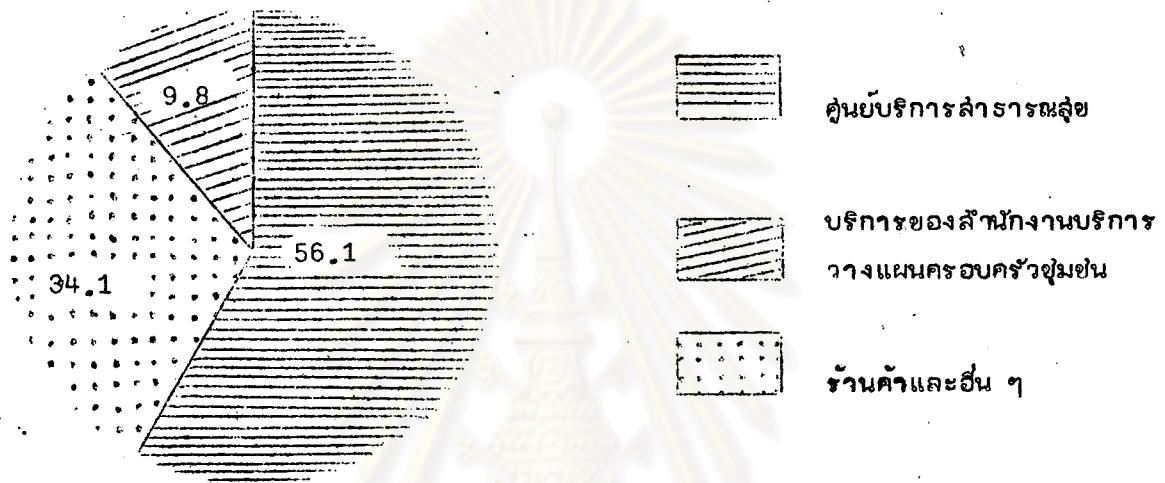 9.8
56.1
34.1
ศูนย์บริการสาธารณสุข
บริการของสำนักงานบริการ
วางแผนครอบครัวชุมชน
ร้านค้าและอื่น ๆ